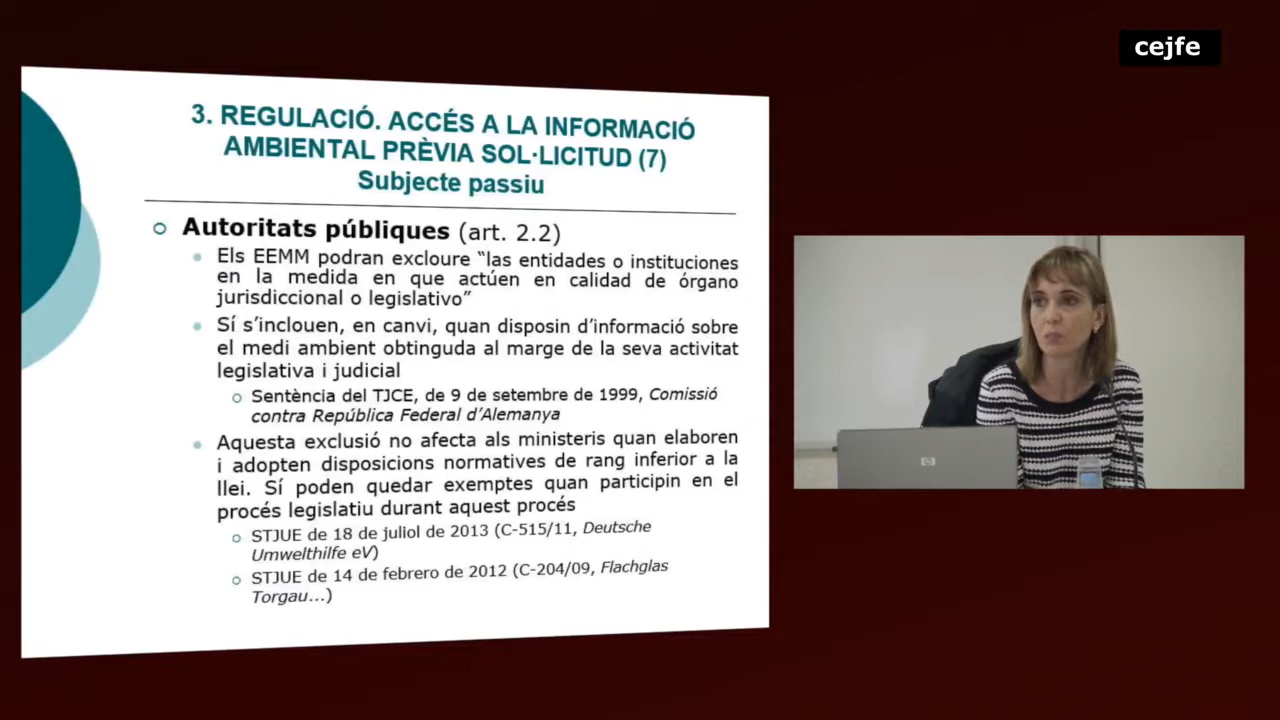 cejfe
3. REGULACIÓ. ACCÉS A LA INFORMACIÓ
AMBIENTAL PRÈVIA SOL·LICITUD (7)
Subjecte passiu
Autoritats públiques (art. 2.2)
Els EEMM podran excloure “las entidades o instituciones
en la medida en que actúen en calidad de órgano
jurisdiccional o legislativo”
Sí s’inclouen, en canvi, quan disposin d’informació sobre
el medi ambient obtinguda al marge de la seva activitat
legislativa i judicial
Sentència del TJCE, de 9 de setembre de 1999, Comissió
contra República Federal d’Alemanya
Aquesta exclusió no afecta als ministeris quan elaboren
i adopten disposicions normatives de rang inferior a la
llei. Sí poden quedar exemptes quan participin en el
procés legislatiu durant aquest procés
STJUE de 18 de juliol de 2013 (C-515/11, Deutsche
Umwelthilfe eV)
STJUE de 14 de febrero de 2012 (C-204/09, Flachglas
Torgau...)
hp